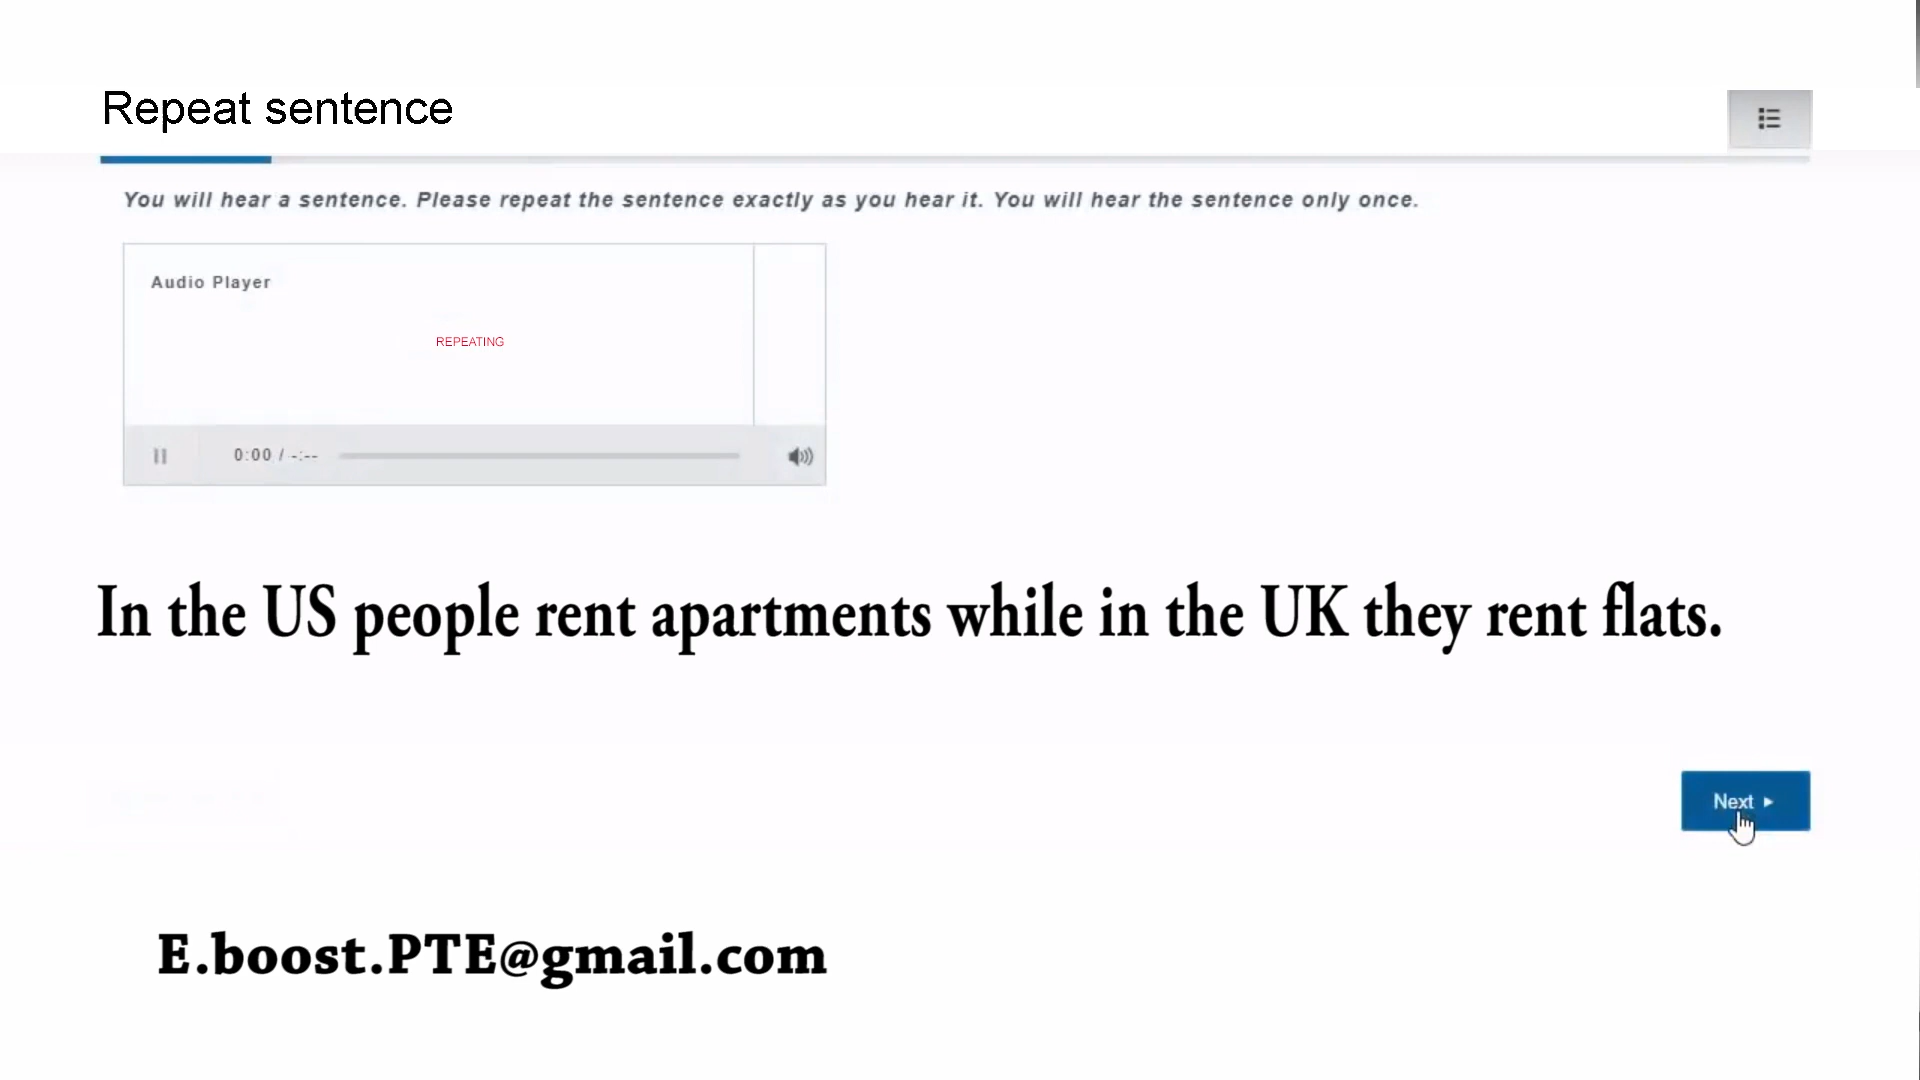 Repeat sentence
You will hear a sentence. Please repeat the sentence exactly as you hear it. You will hear the sentence only once.
Audio Player
REPEATING
0:00 / -:--
In the US people rent apartments while in the UK they rent flats.
Next
E.boost.PTE@gmail.com